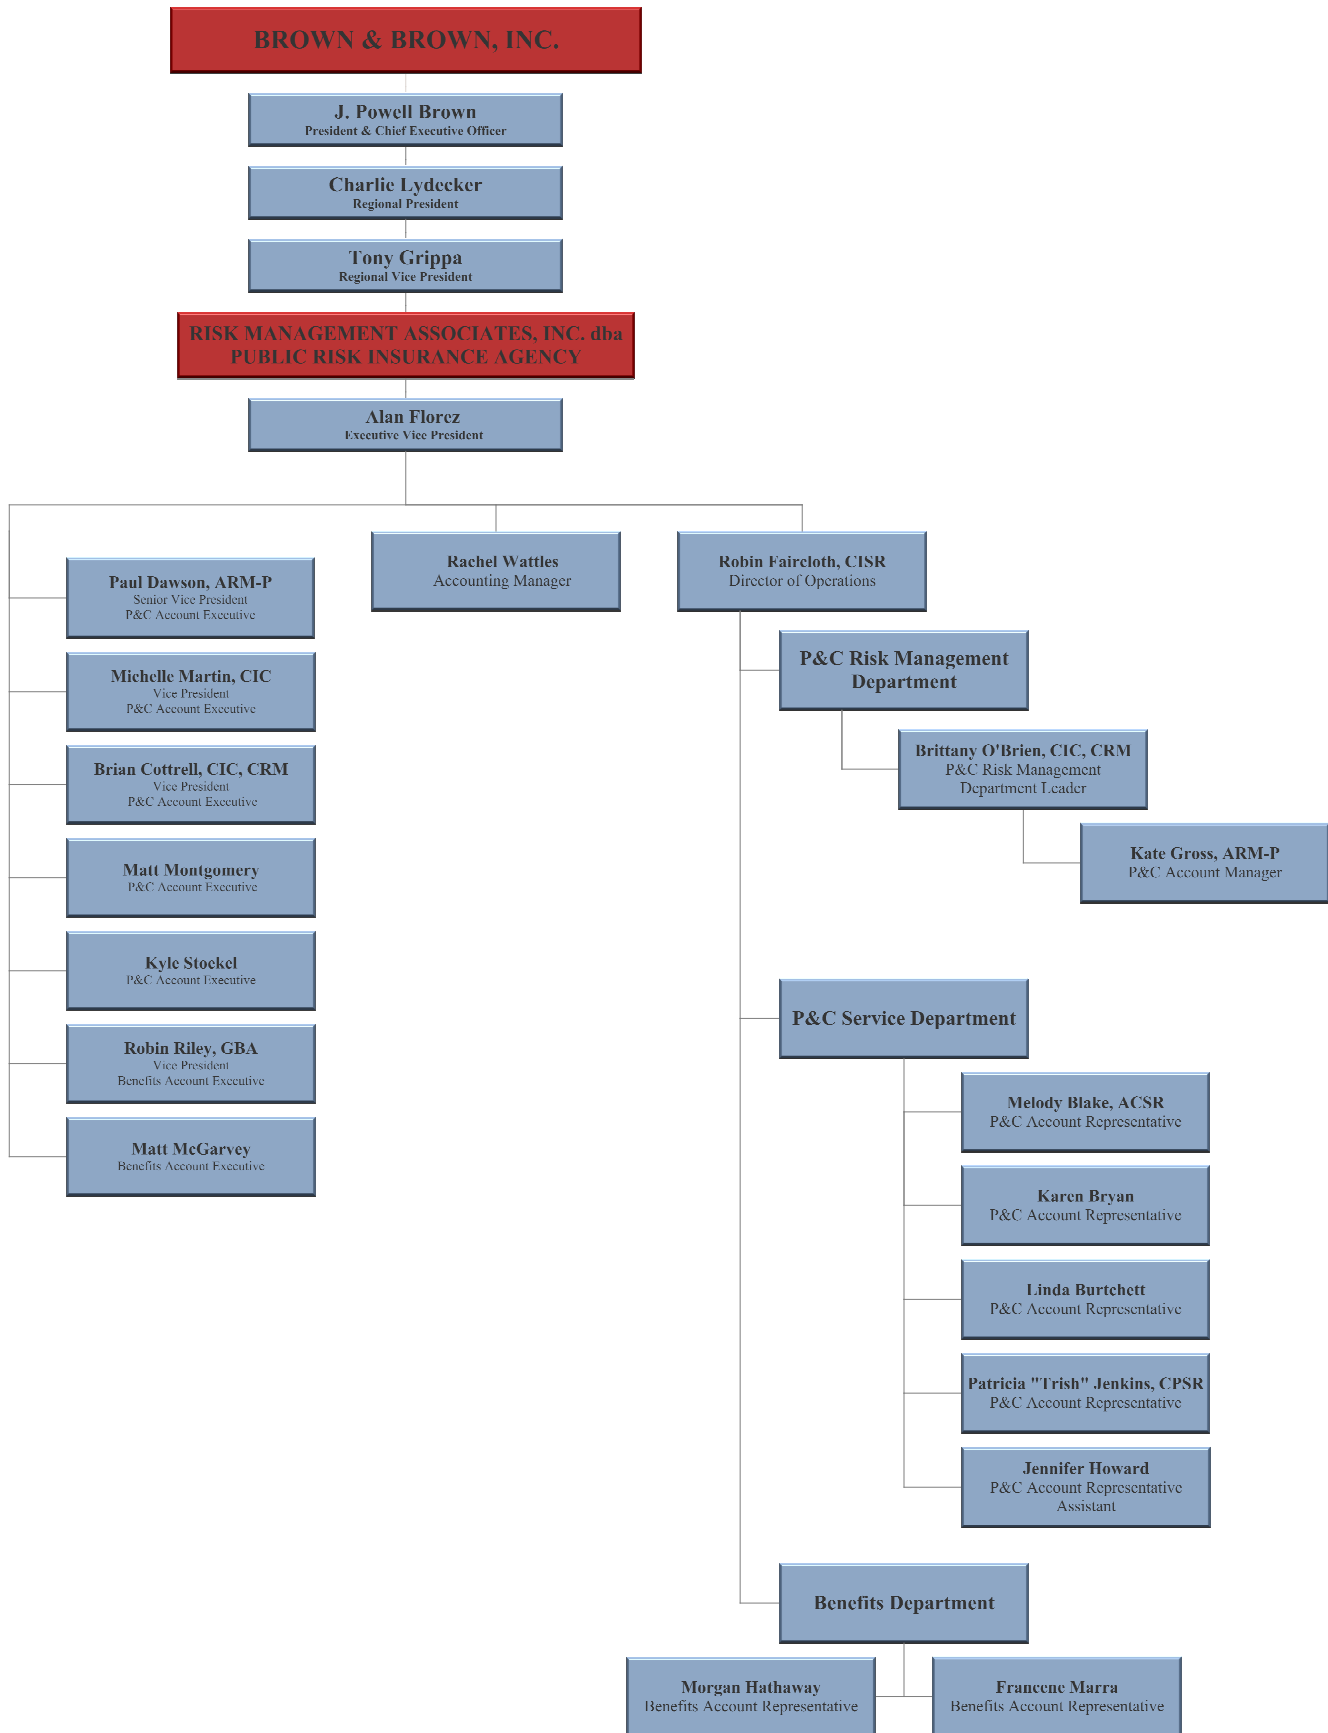 BROWN & BROWN, INC.
J. Powell Brown
President & Chief Executive Officer
Charlie Lydecker
Regional President
Tony Grippa
Regional Vice President
RISK MANAGEMENT ASSOCIATES, INC. dba
PUBLIC RISK INSURANCE AGENCY
Alan Florez
Executive Vice President
Paul Dawson, ARM-P
Senior Vice President
P&C Account Executive
Michelle Martin, CIC
Vice President
P&C Account Executive
Brian Cottrell, CIC, CRM
Vice President
P&C Account Executive
Matt Montgomery
P&C Account Executive
Kyle Stoekel
P&C Account Executive
Robin Riley, GBA
Vice President
Benefits Account Executive
Matt McGarvey
Benefits Account Executive
Rachel Wattles
Accounting Manager
Robin Faircloth, CISR
Director of Operations
P&C Risk Management
Department
Brittany O'Brien, CIC, CRM
P&C Risk Management
Department Leader
Kate Gross, ARM-P
P&C Account Manager
P&C Service Department
Melody Blake, ACSR
P&C Account Representative
Karen Bryan
P&C Account Representative
Linda Burtchett
P&C Account Representative
Patricia "Trish" Jenkins, CPSR
P&C Account Representative
Jennifer Howard
P&C Account Representative
Assistant
Benefits Department
Morgan Hathaway
Benefits Account Representative
Francene Marra
Benefits Account Representative